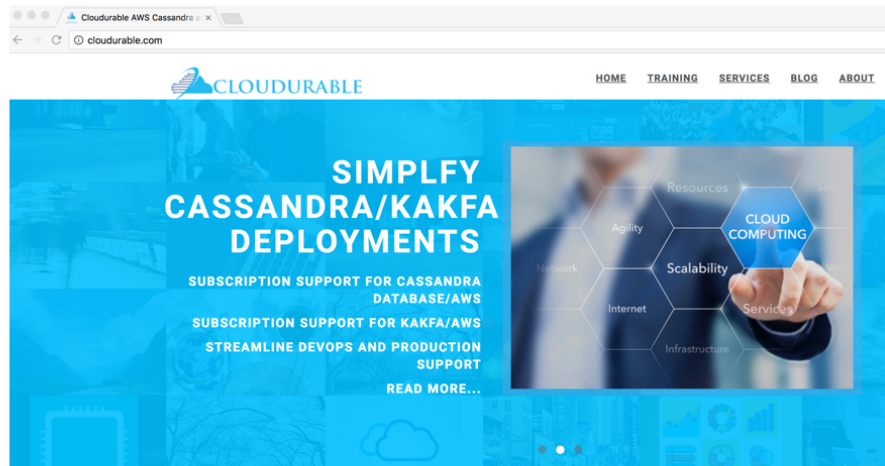 Cloudurable AWS Cassandra
cloudurable.com
CLOUDURABLE
HOME TRAINING SERVICES BLOG ABOUT
SIMPLFY
CASSANDRA/KAKFA
DEPLOYMENTS
SUBSCRIPTION SUPPORT FOR CASSANDRA
DATABASE/AWS
SUBSCRIPTION SUPPORT FOR KAKFA/AWS
STREAMLINE DEVOPS AND PRODUCTION
SUPPORT
READ MORE...
Resources
Agility
CLOUD
COMPUTING
Network
Scalability
Internet
Services
Infrastructure